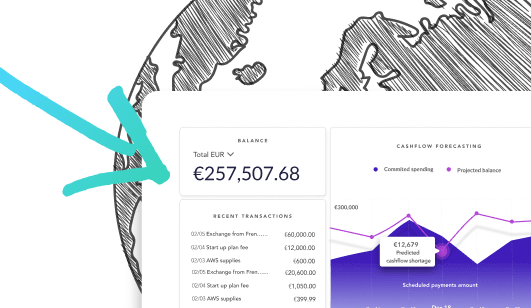 BALANCE
Total EUR
€257,507.68
RECENT TRANSACTIONS
02/05 Exchange from Fren...... €60,000.00
02/04 Start up plan fee €12,000.00
03/03 AWS supplies €600.00
02/05 Exchange from Fren...... €20,600.00
02/04 Start up plan fee €1,050.00
02/03 AWS supplies €399.99
CASHFLOW FORECASTING
Commited spending Projected balance
€300,000
€12,679
Predicted
cashflow shortage
Scheduled payments amount